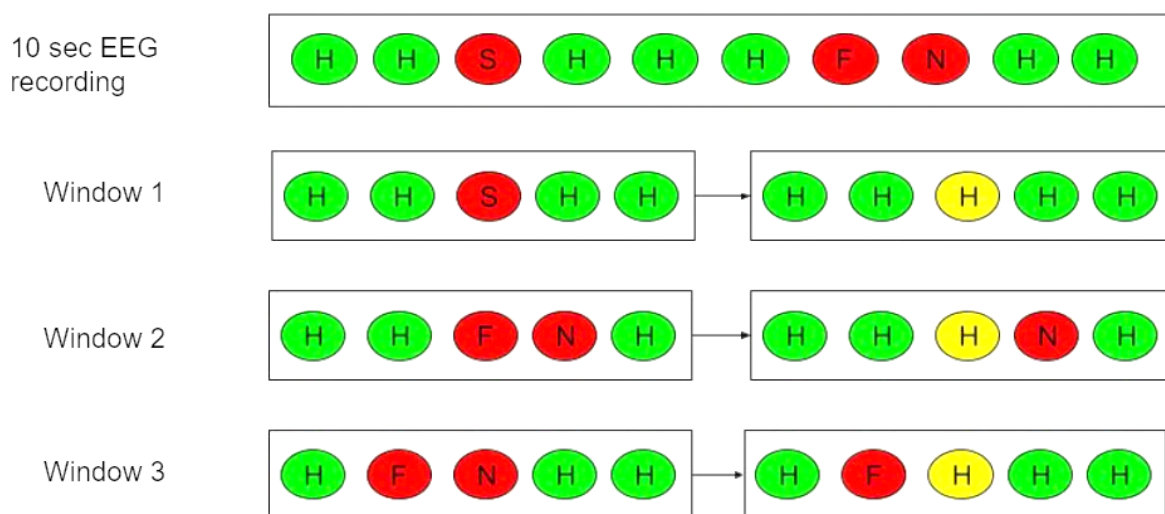 10 sec EEG
recording
H H S H H H F N H H
Window 1
H H S H H H H H H H
Window 2
H H F N H H H H N H
Window 3
H F N H H H F H H H